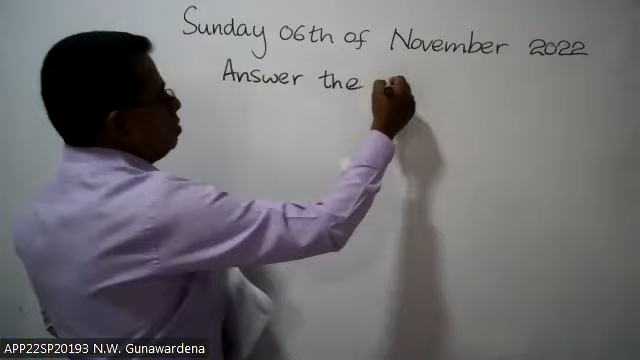 Sunday 06th of November 2022
Answer the
APP22SP20193 N.W. Gunawardena